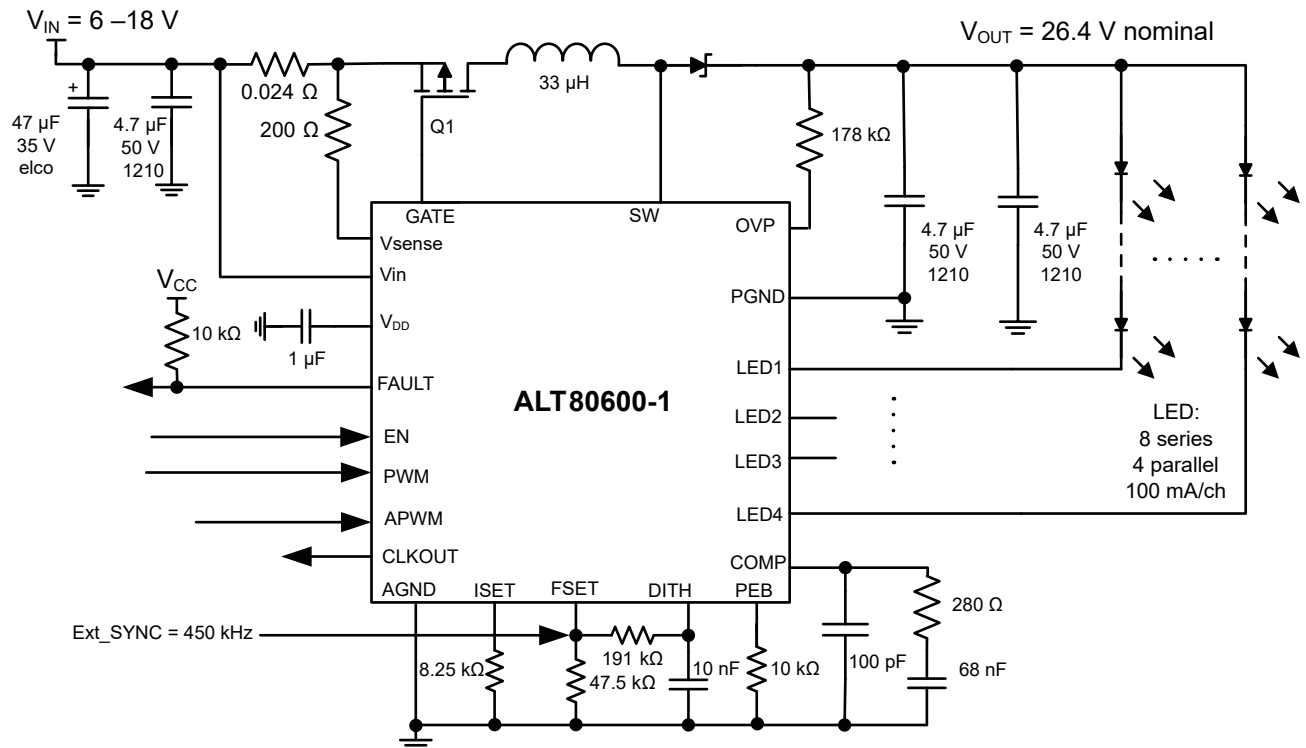 VIN = 6 –18 V
VOUT = 26.4 V nominal
+
47 µF
35 V
elco
4.7 µF
50 V
1210
0.024 Ω
200 Ω
Q1
33 µH
178 kΩ
4.7 µF
50 V
1210
4.7 µF
50 V
1210
GATE
SW
Vsense
Vin
VDD
FAULT
EN
PWM
APWM
CLKOUT
AGND
ISET
FSET
DITH
PEB
COMP
OVP
PGND
LED1
LED2
LED3
LED4
ALT80600-1
VCC
10 kΩ
1 µF
LED:
8 series
4 parallel
100 mA/ch
Ext_SYNC = 450 kHz
8.25 kΩ
191 kΩ
47.5 kΩ
10 nF
10 kΩ
100 pF
280 Ω
68 nF